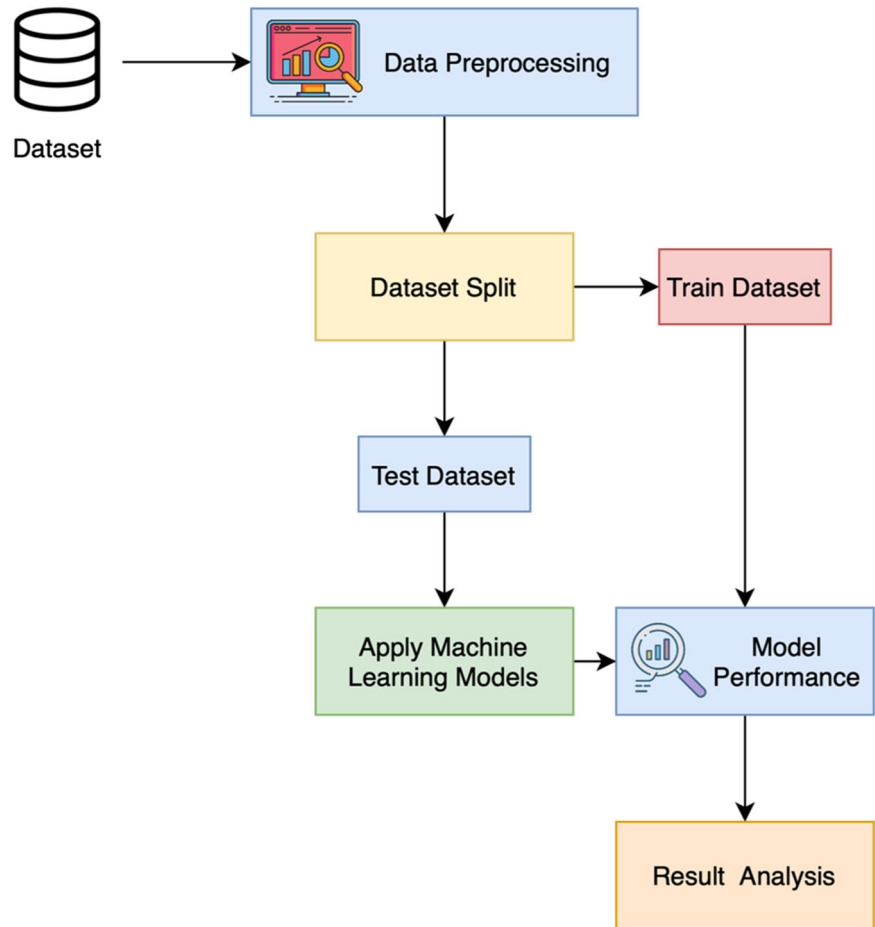 Data Preprocessing
Dataset
Dataset Split
Train Dataset
Test Dataset
Apply Machine
Learning Models
Model
Performance
Result Analysis